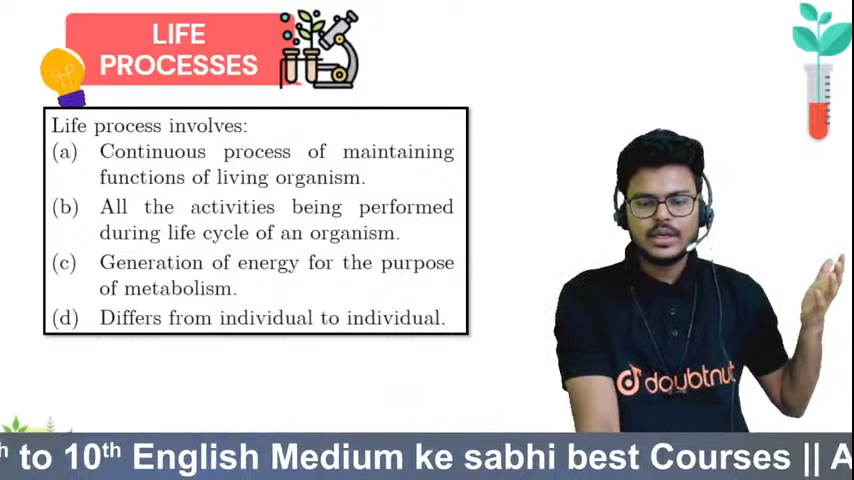 LIFE
PROCESSES
Life process involves:
(a) Continuous process of maintaining
functions of living organism.
(b) All the activities being performed
during life cycle of an organism.
(c) Generation of energy for the purpose
of metabolism.
(d) Differs from individual to individual.
doubtnut
to 10th English Medium ke sabhi best Courses || A